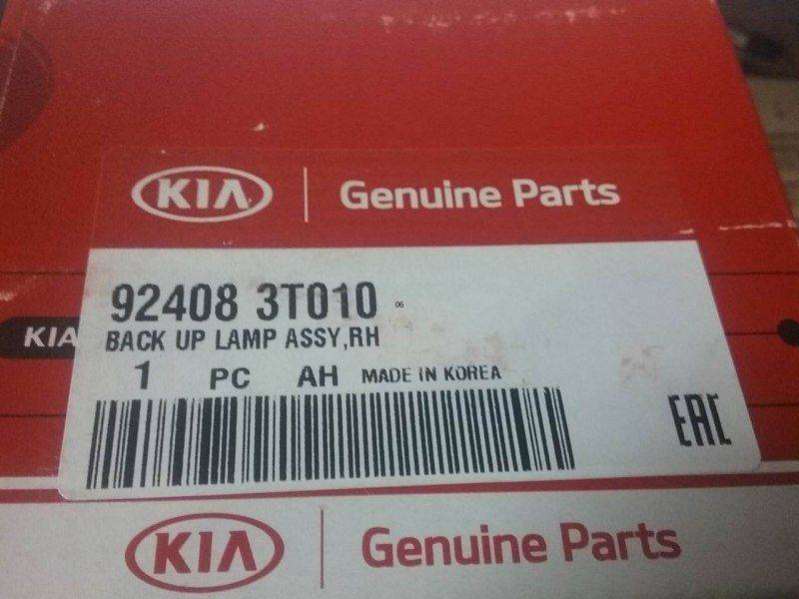 KIA Genuine Parts
92408 3T010 06
KIA
BACK UP LAMP ASSY,RH
1 PC AH MADE IN KOREA
EAC
KIA Genuine Parts